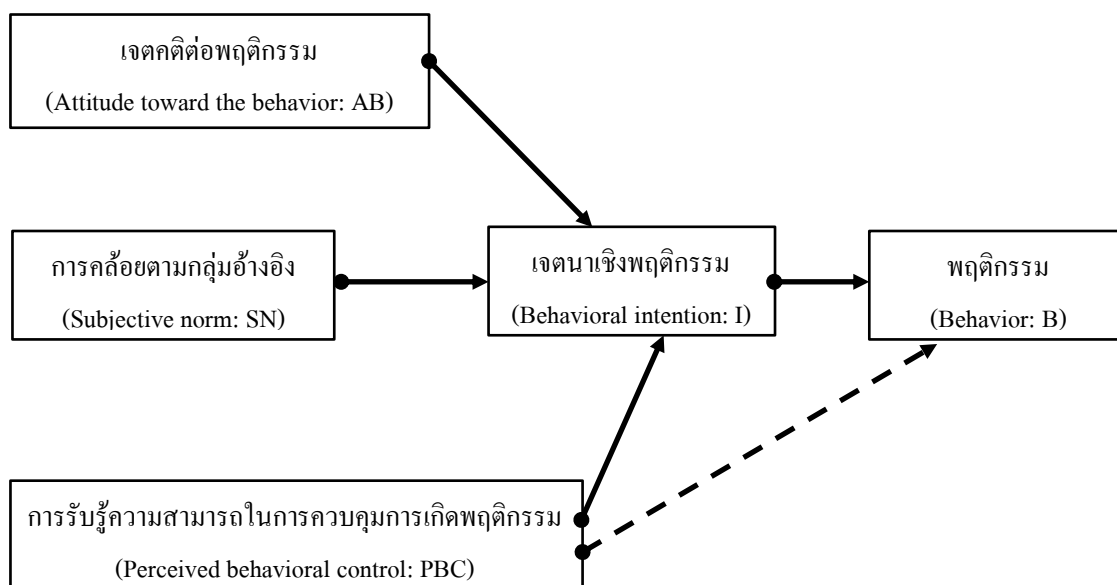 เจตคติต่อพฤติกรรม
(Attitude toward the behavior: AB)
การคล้อยตามกลุ่มอ้างอิง
(Subjective norm: SN)
เจตนาเชิงพฤติกรรม
(Behavioral intention: I)
พฤติกรรม
(Behavior: B)
การรับรู้ความสามารถในการควบคุมการเกิดพฤติกรรม
(Perceived behavioral control: PBC)